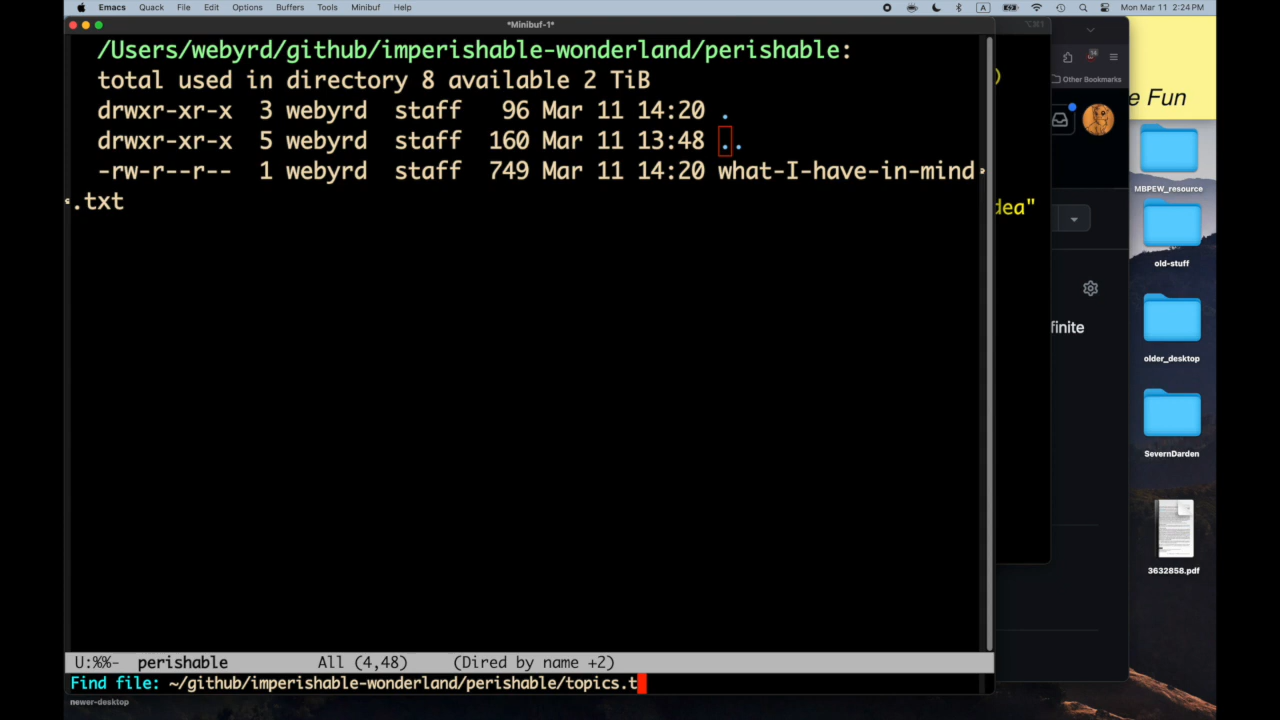 Emacs Quack File Edit Options Buffers Tools Minibuf Help
A
Mon Mar 11 2:24 PM
*Minibuf-1*
⌥⌘1
/Users/webyrd/github/imperishable-wonderland/perishable:
total used in directory 8 available 2 TiB
drwxr-xr-x 3 webyrd staff 96 Mar 11 14:20 .
drwxr-xr-x 5 webyrd staff 160 Mar 11 13:48 ..
-rw-r--r-- 1 webyrd staff 749 Mar 11 14:20 what-I-have-in-mind
.txt
)
dea"
Other Bookmarks
finite
e Fun
MBPEW_resource
old-stuff
older_desktop
SevernDarden
3632858.pdf
U:%%- perishable All (4,48) (Dired by name +2)
Find file: ~/github/imperishable-wonderland/perishable/topics.t
newer-desktop